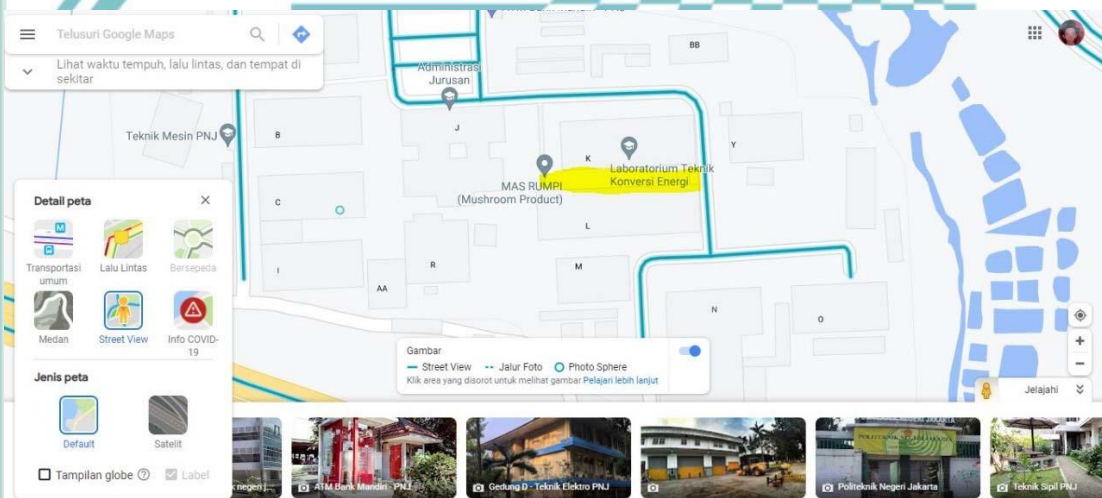 Telusuri Google Maps
Lihat waktu tempuh, lalu lintas, dan tempat di
sekitar
BB
Administrasi
Jurusan
Teknik Mesin PNJ
B
J
Y
K
Laboratorium Teknik
Konversi Energi
MAS RUMPI
(Mushroom Product)
C
L
I
R
M
AA
N
O
Detail peta
Transportasi
umum
Lalu Lintas
Bersepeda
Medan
Street View
Info COVID-
19
Jenis peta
Default
Satelit
Tampilan globe
Label
Gambar
Street View
Jalur Foto
Photo Sphere
Klik area yang disorot untuk melihat gambar Pelajari lebih lanjut
Jelajahi
ATM Bank Mandiri - PNJ
Gedung D - Teknik Elektro PNJ
POLITEKNIK NEGERI JAKARTA
Politeknik Negeri Jakarta
Teknik Sipil PNJ